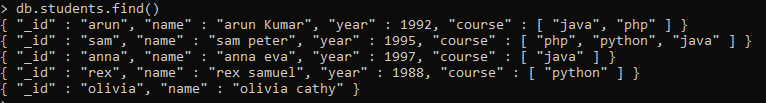 > db.students.find()
{ "_id" : "arun", "name" : "arun Kumar", "year" : 1992, "course" : [ "java", "php" ] }
{ "_id" : "sam", "name" : "sam peter", "year" : 1995, "course" : [ "php", "python", "java" ] }
{ "_id" : "anna", "name" : "anna eva", "year" : 1997, "course" : [ "java" ] }
{ "_id" : "rex", "name" : "rex samuel", "year" : 1988, "course" : [ "python" ] }
{ "_id" : "olivia", "name" : "olivia cathy" }